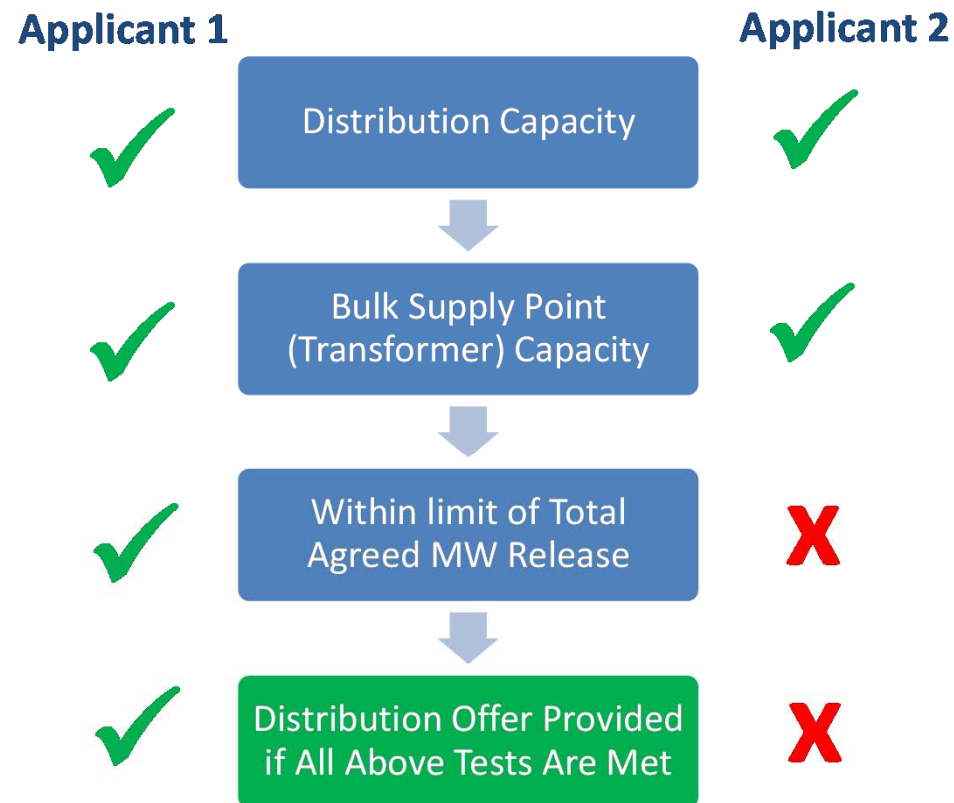 Applicant 1
Applicant 2
Distribution Capacity
Bulk Supply Point
(Transformer) Capacity
Within limit of Total
Agreed MW Release
X
Distribution Offer Provided
if All Above Tests Are Met
X